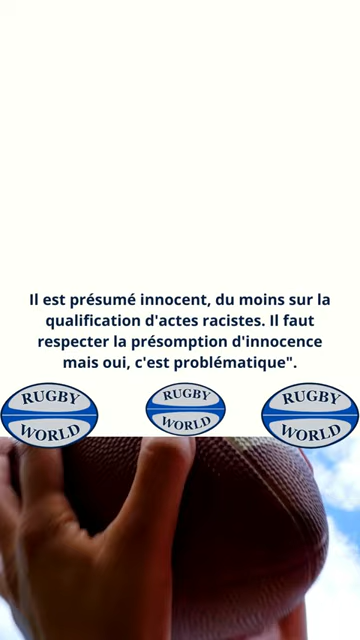 Il est présumé innocent, du moins sur la
qualification d'actes racistes. Il faut
respecter la présomption d'innocence
mais oui, c'est problématique".
RUGBY RUGBY RUGBY
WORLD WORLD WORLD